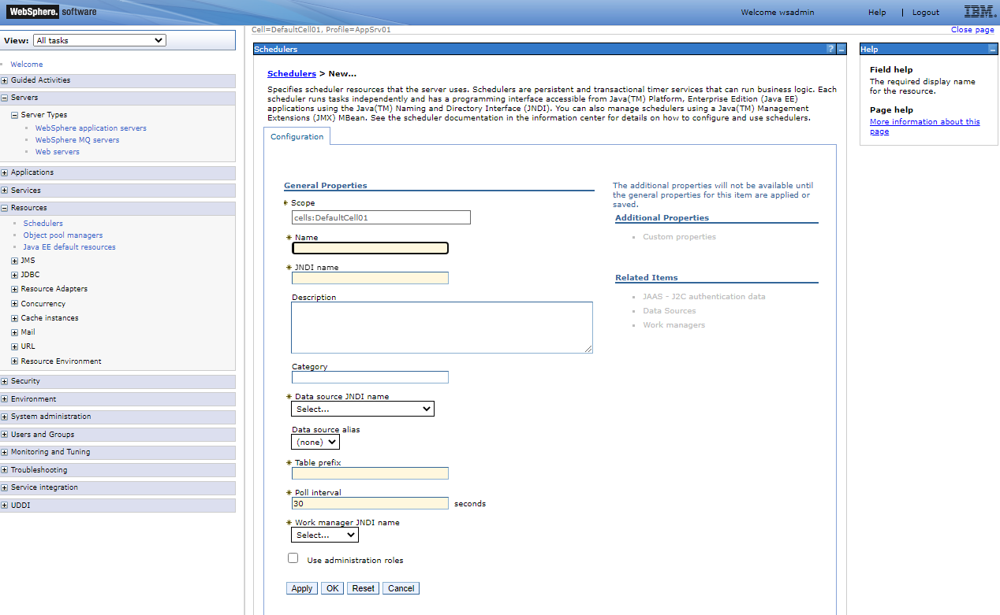 WebSphere. software
Welcome wsadmin
Help | Logout
IBM.
View: All tasks
Cell=DefaultCell01, Profile=AppSrv01
Close page
Welcome
Guided Activities
Servers
Server Types
WebSphere application servers
WebSphere MQ servers
Web servers
Applications
Services
Resources
Schedulers
Object pool managers
Java EE default resources
JMS
JDBC
Resource Adapters
Concurrency
Cache instances
Mail
URL
Resource Environment
Security
Environment
System administration
Users and Groups
Monitoring and Tuning
Troubleshooting
Service integration
UDDI
Schedulers
? _
Schedulers > New...
Specifies scheduler resources that the server uses. Schedulers are persistent and transactional timer services that can run business logic. Each
scheduler runs tasks independently and has a programming interface accessible from Java(TM) Platform, Enterprise Edition (Java EE)
applications using the Java(TM) Naming and Directory Interface (JNDI). You can also manage schedulers using a Java(TM) Management
Extensions (JMX) MBean. See the scheduler documentation in the information center for details on how to configure and use schedulers.
Configuration
General Properties
* Scope
cells:DefaultCell01
* Name
* JNDI name
Description
Category
* Data source JNDI name
Select...
Data source alias
(none)
* Table prefix
* Poll interval
30 seconds
* Work manager JNDI name
Select...
Use administration roles
Apply OK Reset Cancel
The additional properties will not be available until
the general properties for this item are applied or
saved.
Additional Properties
Custom properties
Related Items
JAAS - J2C authentication data
Data Sources
Work managers
Help
Field help
The required display name
for the resource.
Page help
More information about this
page